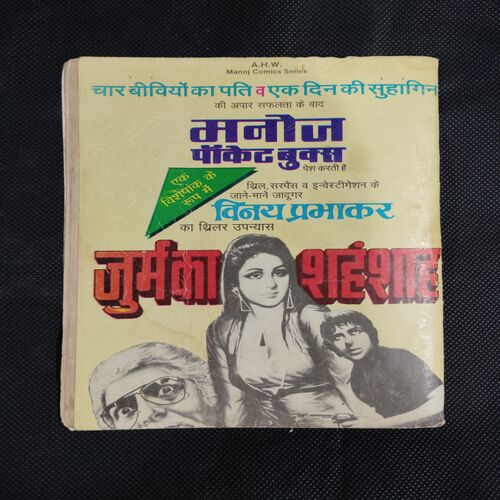 A.H.W.
Manoj Comics Series
चार बीवियों का पति व एक दिन की सुहागिन
की अपार सफलता के बाद
मनोज
पॉकेट बुक्स
पेश करती है
एक
विशेषांक के
रूप में
थ्रिल, सस्पैंस व इन्वेस्टीगेशन के
जाने-माने जादूगर
विनय प्रभाकर
का थ्रिलर उपन्यास
जुर्म का शहंशाह